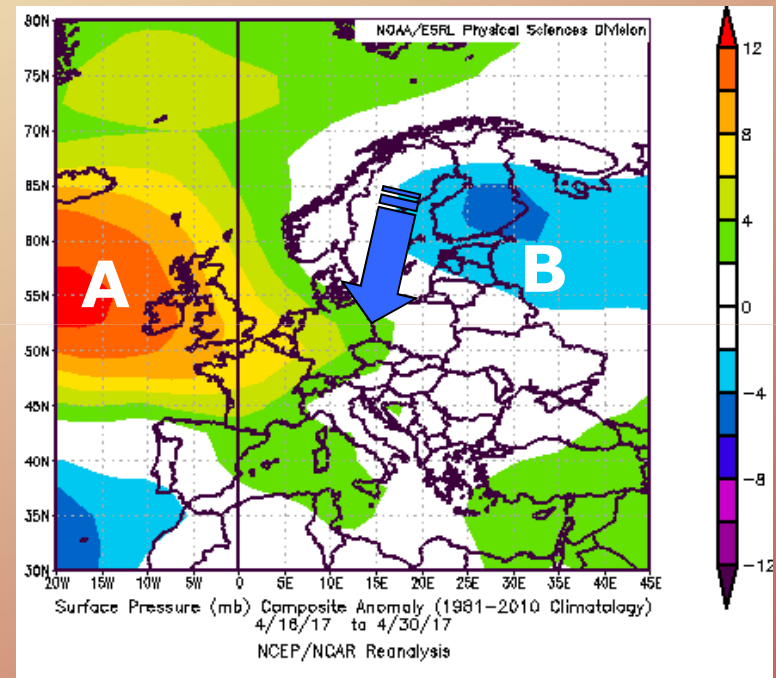 NOAA/ESRL Physical Sciences Division
80N
75N
70N
65N
60N
55N
50N
45N
40N
35N
30N
A
B
20W 15W 10W 5W 0 5E 10E 15E 20E 25E 30E 35E 40E 45E
12
8
4
0
-4
-8
-12
Surface Pressure (mb) Composite Anomaly (1981-2010 Climatology)
4/16/17 to 4/30/17
NCEP/NCAR Reanalysis